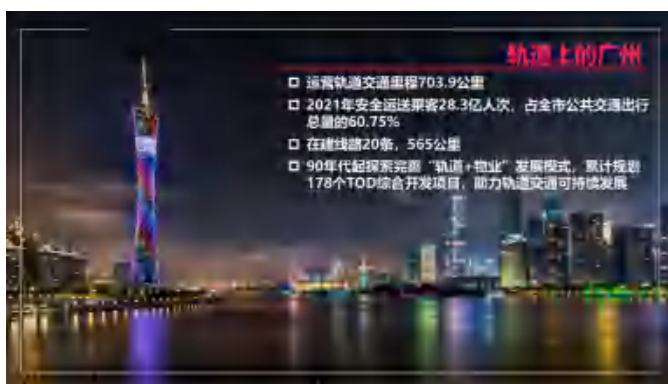 轨道上的广州
□ 运营轨道交通里程703.9公里
□ 2021年安全运送乘客28.3亿人次，占全市公共交通出行
总量的60.75%
□ 在建线路20条，565公里
□ 90年代起探索完善“轨道+物业”发展模式，累计规划
178个TOD综合开发项目，助力轨道交通可持续发展